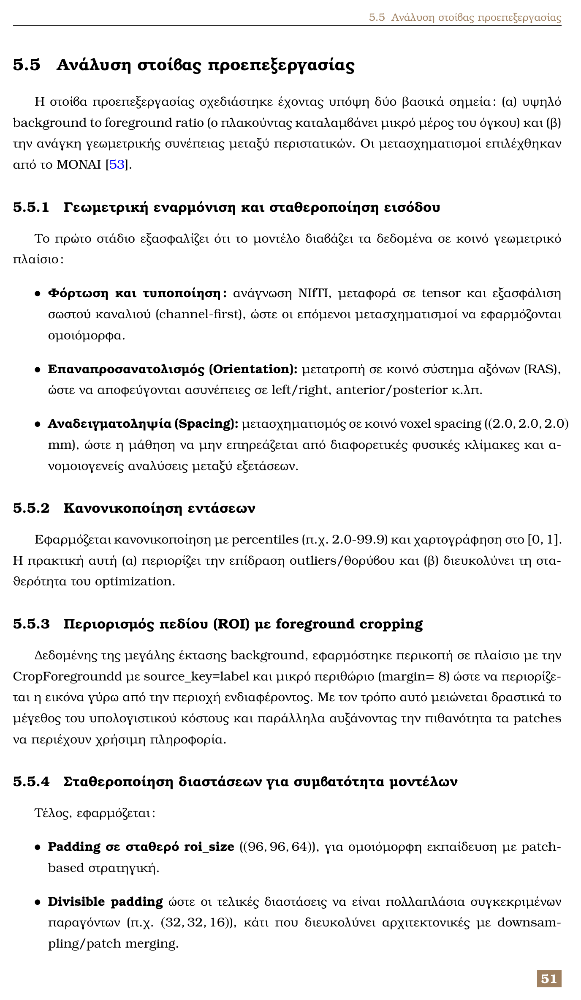 5.5 Ανάλυση στοίβας προεπεξεργασίας
5.5 Ανάλυση στοίβας προεπεξεργασίας
Η στοίβα προεπεξεργασίας σχεδιάστηκε έχοντας υπόψη δύο βασικά σημεία: (α) υψηλό
background to foreground ratio (ο πλακούντας καταλαμβάνει μικρό μέρος του όγκου) και (β)
την ανάγκη γεωμετρικής συνέπειας μεταξύ περιστατικών. Οι μετασχηματισμοί επιλέχθηκαν
από το MONAI [53].
5.5.1 Γεωμετρική εναρμόνιση και σταθεροποίηση εισόδου
Το πρώτο στάδιο εξασφαλίζει ότι το μοντέλο διαβάζει τα δεδομένα σε κοινό γεωμετρικό
πλαίσιο:
• Φόρτωση και τυποποίηση: ανάγνωση NIfTI, μεταφορά σε tensor και εξασφάλιση
σωστού καναλιού (channel-first), ώστε οι επόμενοι μετασχηματισμοί να εφαρμόζονται
ομοιόμορφα.
• Επαναπροσανατολισμός (Orientation): μετατροπή σε κοινό σύστημα αξόνων (RAS),
ώστε να αποφεύγονται ασυνέπειες σε left/right, anterior/posterior κ.λπ.
• Αναδειγματοληψία (Spacing): μετασχηματισμός σε κοινό voxel spacing ((2.0, 2.0, 2.0)
mm), ώστε η μάθηση να μην επηρεάζεται από διαφορετικές φυσικές κλίμακες και α-
νομοιογενείς αναλύσεις μεταξύ εξετάσεων.
5.5.2 Κανονικοποίηση εντάσεων
Εφαρμόζεται κανονικοποίηση με percentiles (π.χ. 2.0-99.9) και χαρτογράφηση στο [0, 1].
Η πρακτική αυτή (α) περιορίζει την επίδραση outliers/θορύβου και (β) διευκολύνει τη στα-
θερότητα του optimization.
5.5.3 Περιορισμός πεδίου (ROI) με foreground cropping
Δεδομένης της μεγάλης έκτασης background, εφαρμόστηκε περικοπή σε πλαίσιο με την
CropForegroundd με source_key=label και μικρό περιθώριο (margin= 8) ώστε να περιορίζε-
ται η εικόνα γύρω από την περιοχή ενδιαφέροντος. Με τον τρόπο αυτό μειώνεται δραστικά το
μέγεθος του υπολογιστικού κόστους και παράλληλα αυξάνοντας την πιθανότητα τα patches
να περιέχουν χρήσιμη πληροφορία.
5.5.4 Σταθεροποίηση διαστάσεων για συμβατότητα μοντέλων
Τέλος, εφαρμόζεται:
• Padding σε σταθερό roi_size ((96, 96, 64)), για ομοιόμορφη εκπαίδευση με patch-
based στρατηγική.
• Divisible padding ώστε οι τελικές διαστάσεις να είναι πολλαπλάσια συγκεκριμένων
παραγόντων (π.χ. (32, 32, 16)), κάτι που διευκολύνει αρχιτεκτονικές με downsam-
pling/patch merging.
51